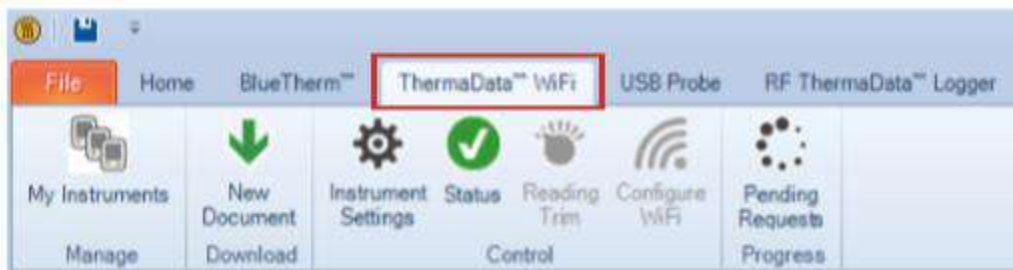 File Home BlueTherm™ ThermaData™ WiFi USB Probe RF ThermaData™ Logger
My Instruments New Document Instrument Settings Status Reading Trim Configure WiFi Pending Requests
Manage Download Control Progress